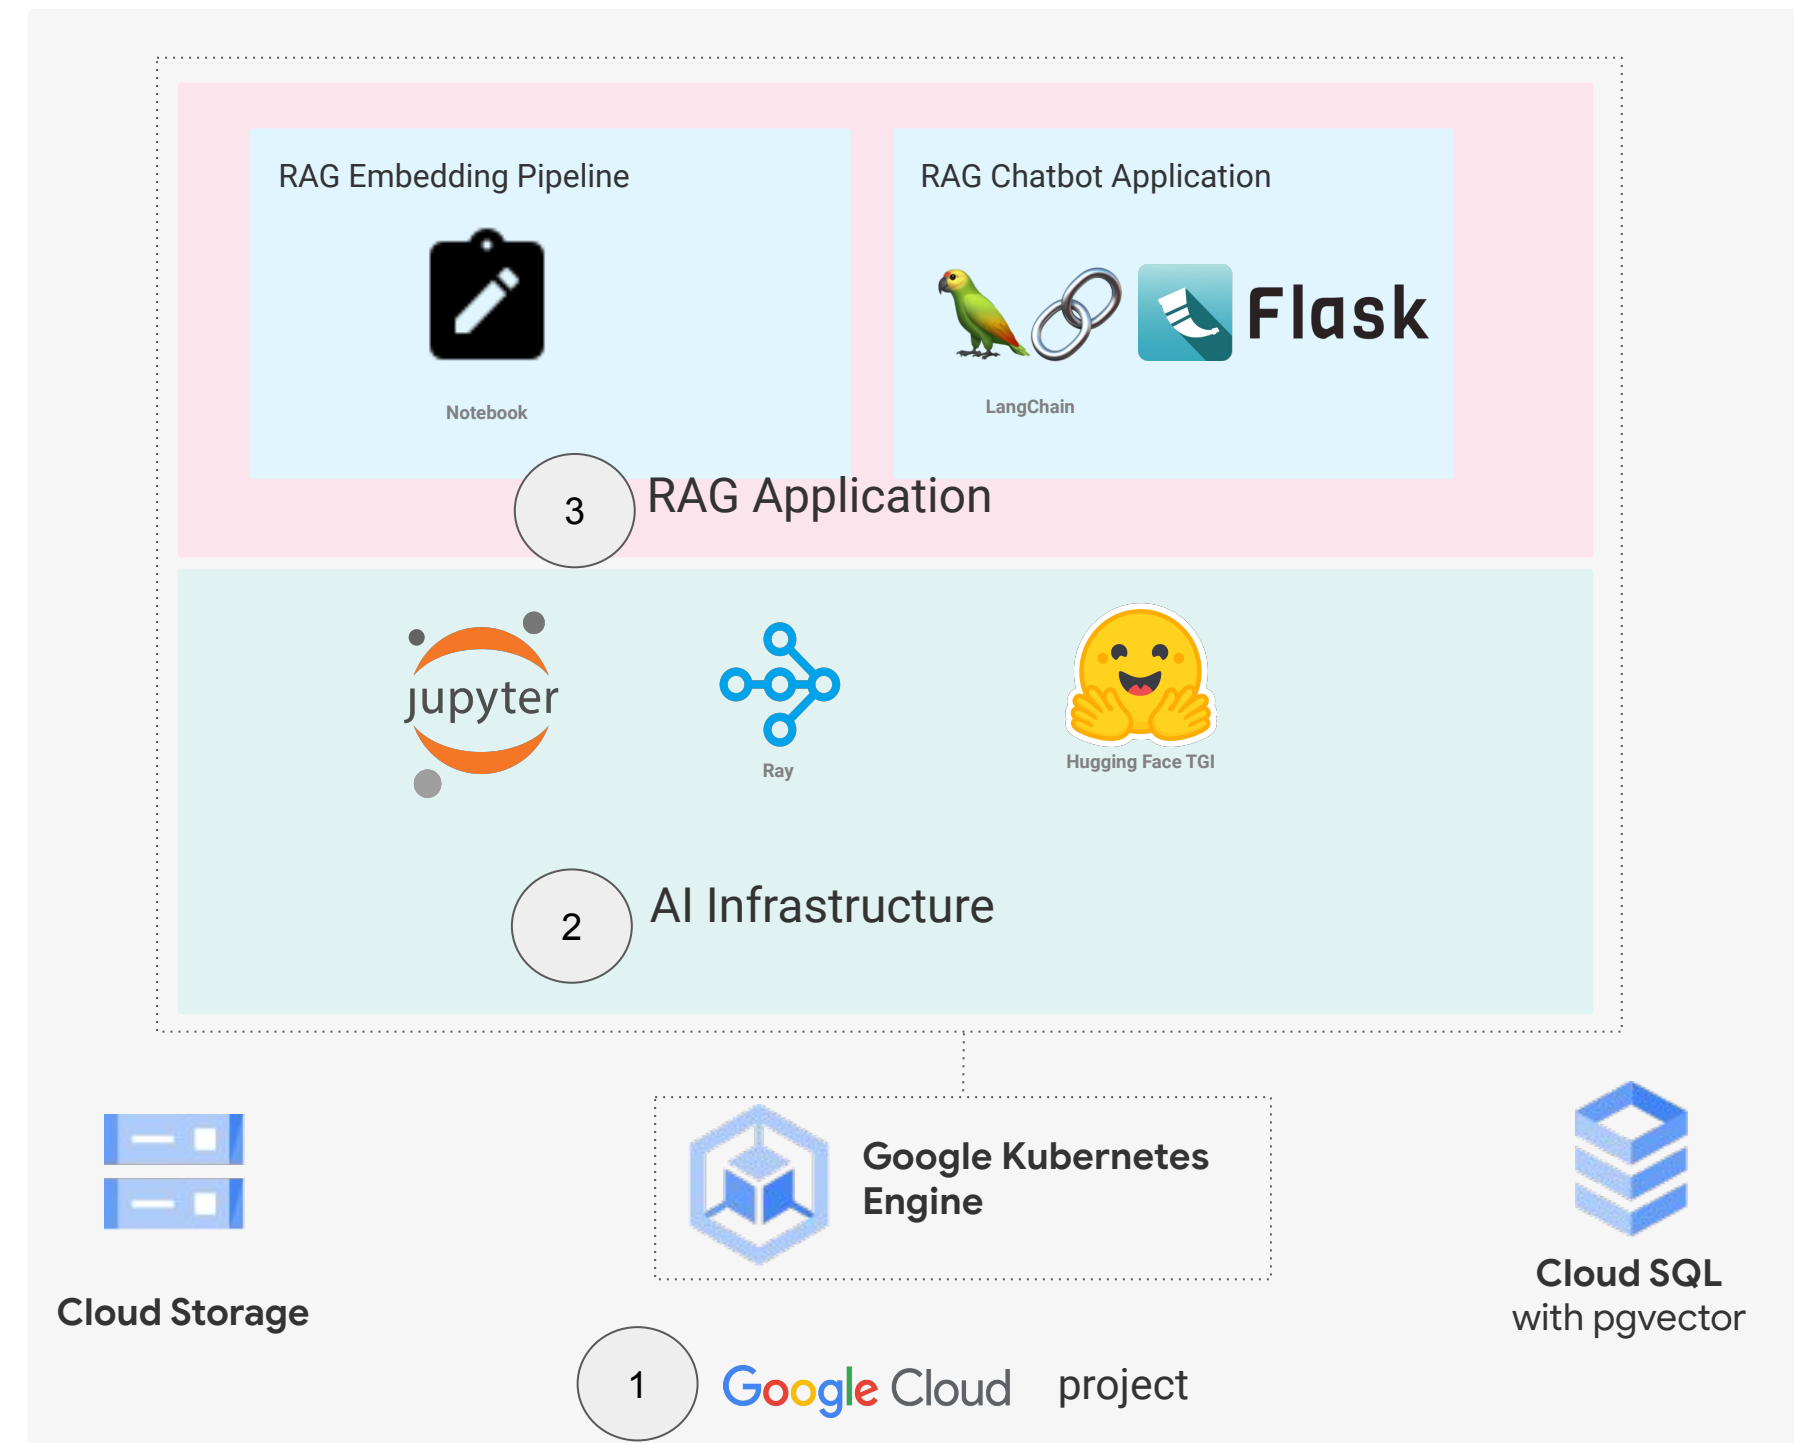 RAG Embedding Pipeline
Notebook
RAG Chatbot Application
LangChain
Flask
3
RAG Application
jupyter
Ray
Hugging Face TGI
2
AI Infrastructure
Cloud Storage
Google Kubernetes
Engine
Cloud SQL
with pgvector
1
Google Cloud project